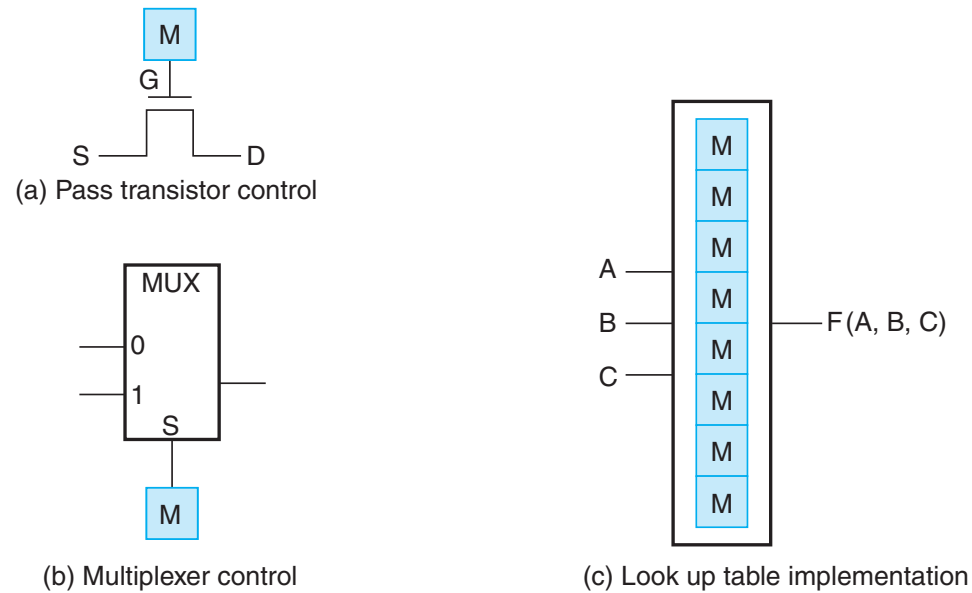 M
G
S D
(a) Pass transistor control
MUX
0
1
S
M
(b) Multiplexer control
M
M
M
M
M
M
M
M
A
B
C
F(A, B, C)
(c) Look up table implementation